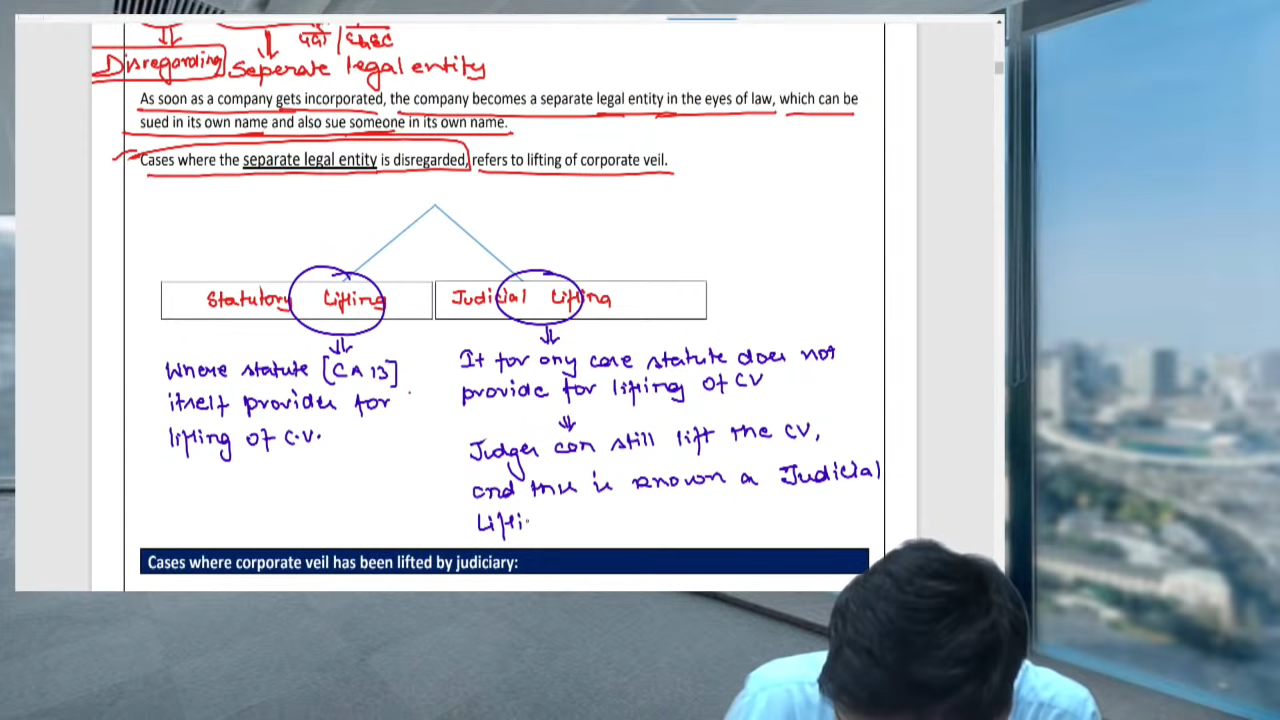 Disregarding Seperate legal entity
As soon as a company gets incorporated, the company becomes a separate legal entity in the eyes of law, which can be
sued in its own name and also sue someone in its own name.
Cases where the separate legal entity is disregarded, refers to lifting of corporate veil.
Statutory Lifting Judicial Lifting
Where statute [CA 13]
itself provides for
lifting of C.V.
If for any case statute does not
provide for lifting of CV
Judges can still lift the CV,
and this is known as Judicial
Lifti
Cases where corporate veil has been lifted by judiciary: